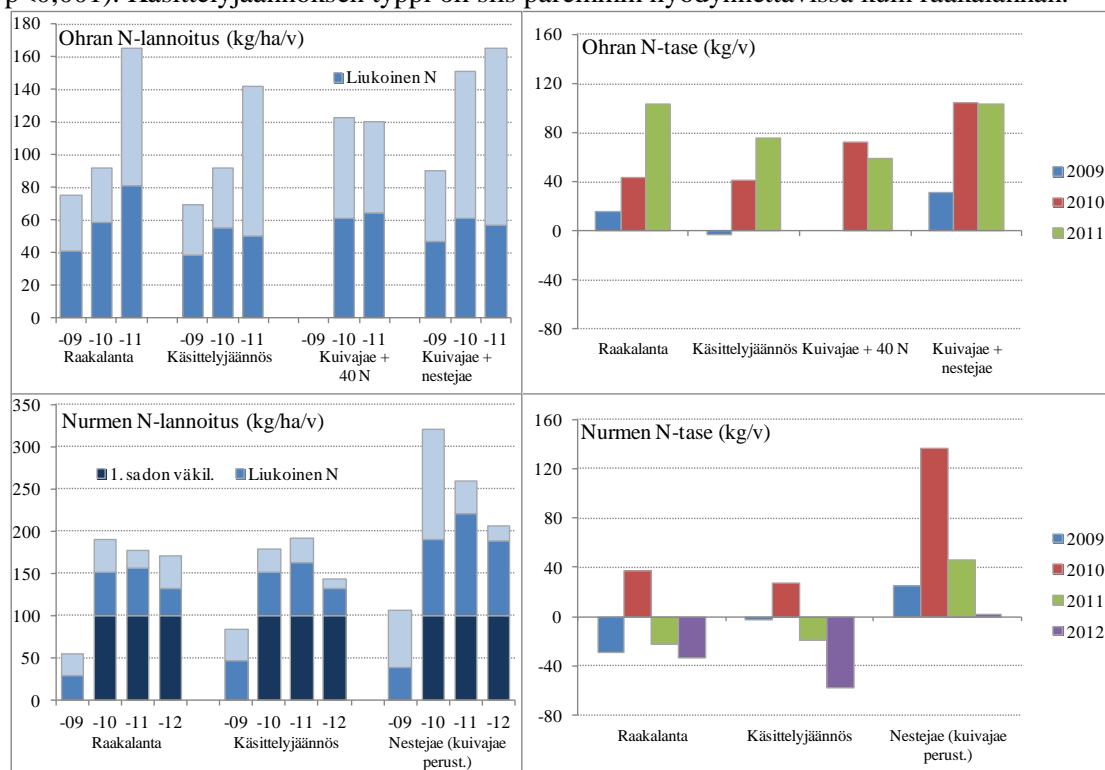 p <0,001). Käsittelyjäännöksen typpi on siis paremmin hyödynnettävissä kuin raakalannan.
Ohran N-lannoitus (kg/ha/v)
180
160
140
120
100
80
60
40
20
0
Liukoinen N
-09 -10 -11
-09 -10 -11
-09 -10 -11
-09 -10 -11
Raakalanta
Käsittelyjäännös
Kuivajae +
40 N
Kuivajae +
nestejae
Ohran N-tase (kg/v)
160
120
80
40
0
-40
-80
Raakalanta
Käsittelyjäännös
Kuivajae + 40 N
Kuivajae +
nestejae
2009
2010
2011
Nurmen N-lannoitus (kg/ha/v)
350
300
250
200
150
100
50
0
1. sadon väkil.
Liukoinen N
-09 -10 -11 -12
-09 -10 -11 -12
-09 -10 -11 -12
Raakalanta
Käsittelyjäännös
Nestejae (kuivajae
perust.)
Nurmen N-tase (kg/v)
160
120
80
40
0
-40
-80
Raakalanta
Käsittelyjäännös
Nestejae (kuivajae
perust.)
2009
2010
2011
2012